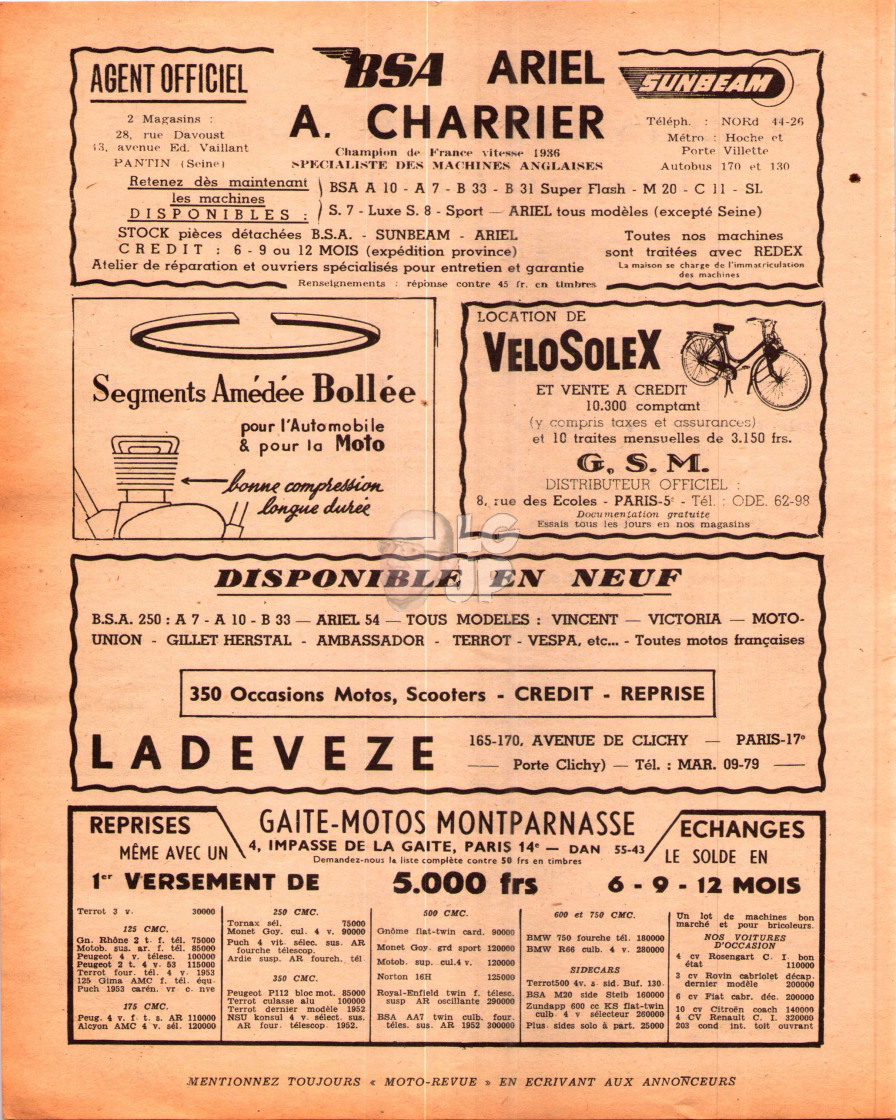 AGENT OFFICIEL
BSA ARIEL
SUNBEAM
A. CHARRIER
2 Magasins :
28, rue Davoust
43, avenue Ed. Vaillant
PANTIN (Seine)
Champion de France vitesse 1936
SPECIALISTE DES MACHINES ANGLAISES
Téléph. : NORd 44-26
Métro : Hoche et
Porte Villette
Autobus 170 et 130
Retenez dès maintenant
les machines
DISPONIBLES :
BSA A 10 - A 7 - B 33 - B 31 Super Flash - M 20 - C 11 - SL
S. 7 - Luxe S. 8 - Sport — ARIEL tous modèles (excepté Seine)
STOCK pièces détachées B.S.A. - SUNBEAM - ARIEL
CREDIT : 6 - 9 ou 12 MOIS (expédition province)
Atelier de réparation et ouvriers spécialisés pour entretien et garantie
Toutes nos machines
sont traitées avec REDEX
La maison se charge de l'immatriculation
des machines
Renseignements : réponse contre 45 fr. en timbres
Segments Amédée Bollée
pour l'Automobile
& pour la Moto
bonne compression
longue durée
LOCATION DE
VELOSOLEX
ET VENTE A CREDIT
10.300 comptant
(y compris taxes et assurances)
et 10 traites mensuelles de 3.150 frs.
G. S. M.
DISTRIBUTEUR OFFICIEL :
8, rue des Ecoles - PARIS-5e - Tél. : ODE. 62-98
Documentation gratuite
Essais tous les jours en nos magasins
LG
JP
DISPONIBLE EN NEUF
B.S.A. 250 : A 7 - A 10 - B 33 — ARIEL 54 — TOUS MODELES : VINCENT — VICTORIA — MOTO-
UNION - GILLET HERSTAL - AMBASSADOR - TERROT - VESPA, etc... - Toutes motos françaises
350 Occasions Motos, Scooters - CREDIT - REPRISE
LADEVEZE
165-170, AVENUE DE CLICHY — PARIS-17e
Porte Clichy) — Tél. : MAR. 09-79
REPRISES
MÊME AVEC UN
GAITE-MOTOS MONTPARNASSE
4, IMPASSE DE LA GAITE, PARIS 14e — DAN 55-43
Demandez-nous la liste complète contre 50 frs en timbres
ECHANGES
LE SOLDE EN
1er VERSEMENT DE 5.000 frs 6 - 9 - 12 MOIS
Terrot 3 v. 30000
125 CMC.
Gn. Rhône 2 t. f. tél. 75000
Motob. sus. ar. f. tél. 85000
Peugeot 4 v. télesc. 100000
Peugeot 2 t. 4 v. 53 115000
Terrot four. tél. 4 v. 1953
125 Gima AMC f. tél. équ.
Puch 1953 carén. vr c. nve
175 CMC.
Peug. 4 v. f. t. s. AR 110000
Alcyon AMC 4 v. sél. 120000
250 CMC.
Tornax sél. 75000
Monet Goy. cul. 4 v. 90000
Puch 4 vit. sélec. sus. AR
fourche télescop.
Ardie susp. AR fourch. tél
350 CMC.
Peugeot P112 bloc mot. 85000
Terrot culasse alu 100000
Terrot dernier modèle 1952
NSU konsul 4 v. sélect. sus.
AR four. télescop 1952.
500 CMC.
Gnôme flat-twin card. 90000
Monet Goy. grd sport 120000
Motob. sup. cul.4 v. 120000
Norton 16H 125000
Royal-Enfield twin f. télesc.
susp AR oscillante 290000
BSA AA7 twin culb. four.
téles. sus. AR 1952 300000
600 et 750 CMC.
BMW 750 fourche tél. 180000
BMW R66 culb. 4 v. 280000
SIDECARS
Terrot500 4v. s. sid. Buf. 130.
BSA M20 side Steib 160000
Zundapp 600 cc KS flat-twin
culb 4 v sélecteur 260000
Plus. sides solo à part. 25000
Un lot de machines bon
marché et pour bricoleurs.
NOS VOITURES
D'OCCASION
4 cv Rosengart C. I. bon
état 110000
3 cv Rovin cabriolet décap.
dernier modèle 200000
6 cv Fiat cabr. déc. 200000
10 cv Citroën coach 140000
4 CV Renault C. I. 320000
203 cond int. toit ouvrant
MENTIONNEZ TOUJOURS « MOTO-REVUE » EN ECRIVANT AUX ANNONCEURS